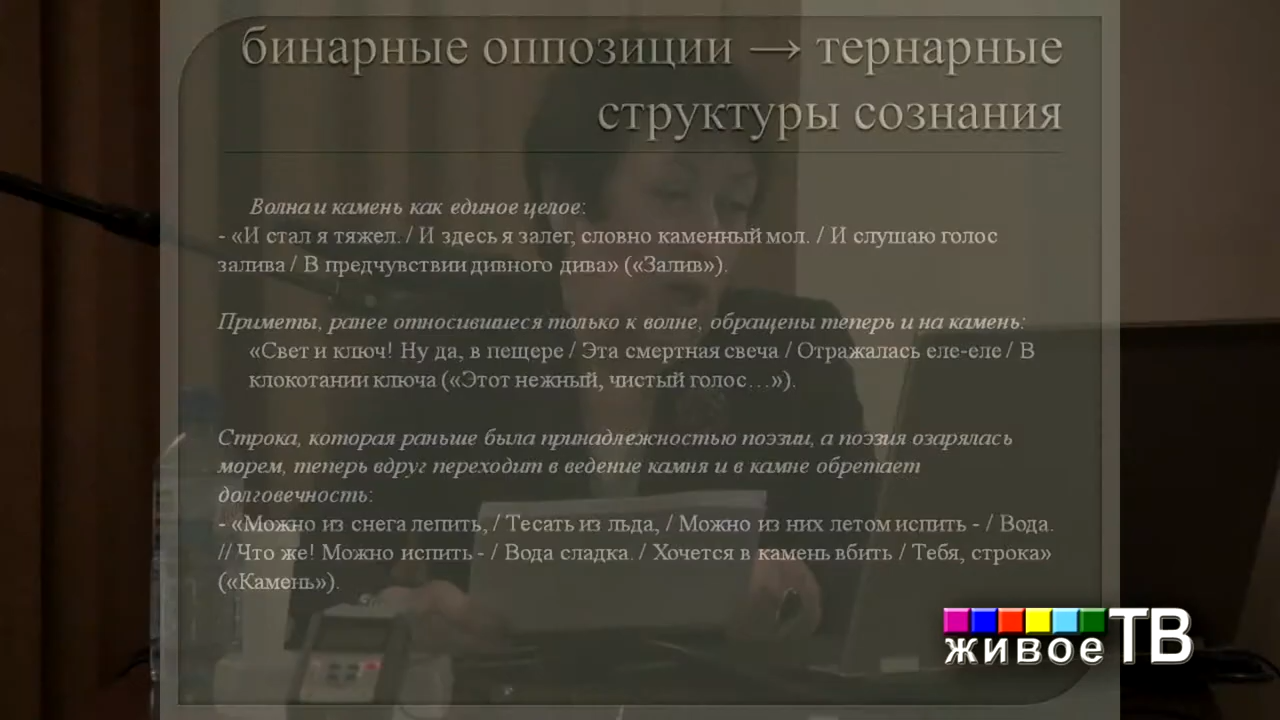 бинарные оппозиции → тернарные
структуры сознания
Волна и камень как единое целое:
- «И стал я тяжел. / И здесь я залег, словно каменный мол. / И слушаю голос
залива / В предчувствии дивного дива» («Залив»).
Приметы, ранее относившиеся только к волне, обращены теперь и на камень:
«Свет и ключ! Ну да, в пещере / Эта смертная свеча / Отражалась еле-еле / В
клокотании ключа («Этот нежный, чистый голос…»).
Строка, которая раньше была принадлежностью поэзии, а поэзия озарялась
морем, теперь вдруг переходит в ведение камня и в камне обретает
долговечность:
- «Можно из снега лепить, / Тесать из льда, / Можно из них летом испить - / Вода.
// Что же! Можно испить - / Вода сладка. / Хочется в камень вбить / Тебя, строка»
(«Камень»).
живоеТВ